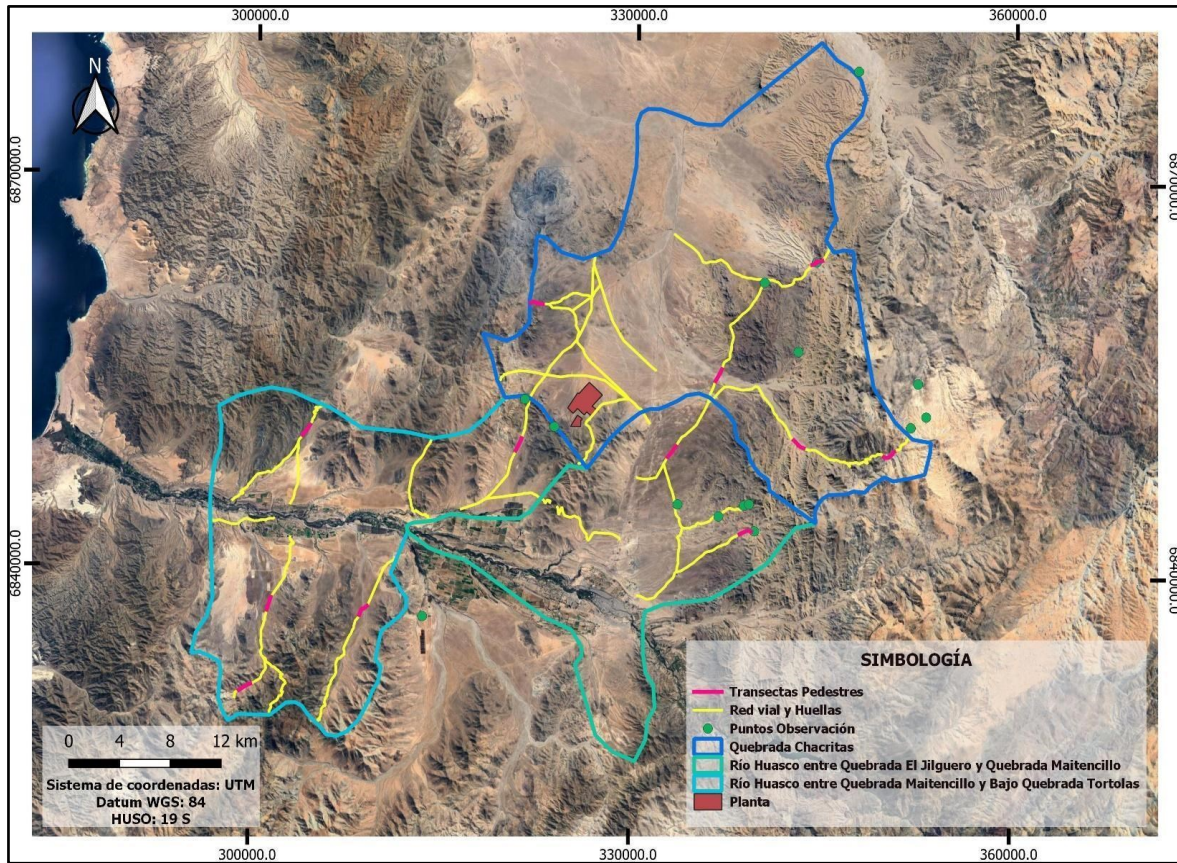 300000.0 330000.0 360000.0
N
6870000.0 6870000.0
6840000.0 6840000.0
SIMBOLOGÍA
Transectas Pedestres
Red vial y Huellas
Puntos Observación
Quebrada Chacritas
Río Huasco entre Quebrada El Jilguero y Quebrada Maitencillo
Río Huasco entre Quebrada Maitencillo y Bajo Quebrada Tortolas
Planta
0 4 8 12 km
Sistema de coordenadas: UTM
Datum WGS: 84
HUSO: 19 S
300000.0 330000.0 360000.0